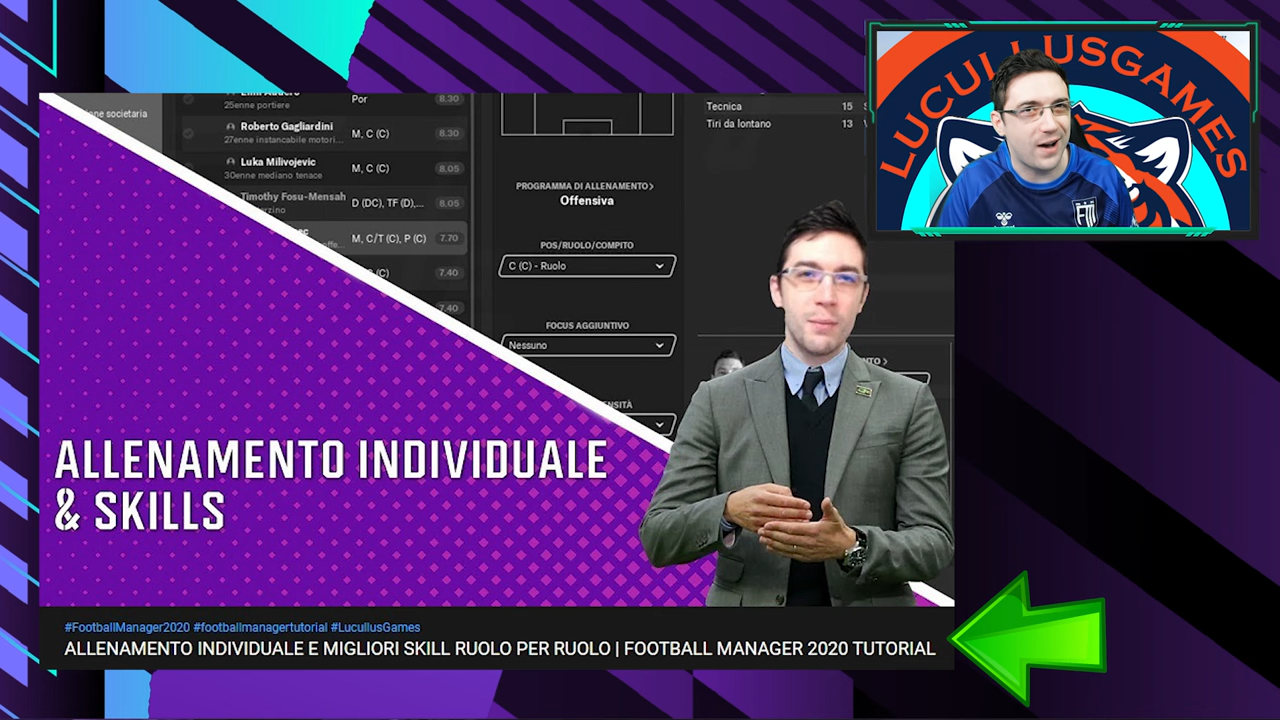 LUCULLUSGAMES
ione societaria
25enne portiere
Por
8.30
Roberto Gagliardini
27enne instancabile motori...
M, C (C)
8.30
Luka Milivojevic
30enne mediano tenace
M, C (C)
8.05
Timothy Fosu-Mensah
D (DC), TF (D),...
8.05
M, C/T (C), P (C)
7.70
7.40
7.40
PROGRAMMA DI ALLENAMENTO
Offensiva
POS/RUOLO/COMPITO
C (C) - Ruolo
FOCUS AGGIUNTIVO
Nessuno
Tecnica 15
Tiri da lontano 13
ALLENAMENTO INDIVIDUALE
& SKILLS
#FootballManager2020 #footballmanagertutorial #LucullusGames
ALLENAMENTO INDIVIDUALE E MIGLIORI SKILL RUOLO PER RUOLO | FOOTBALL MANAGER 2020 TUTORIAL